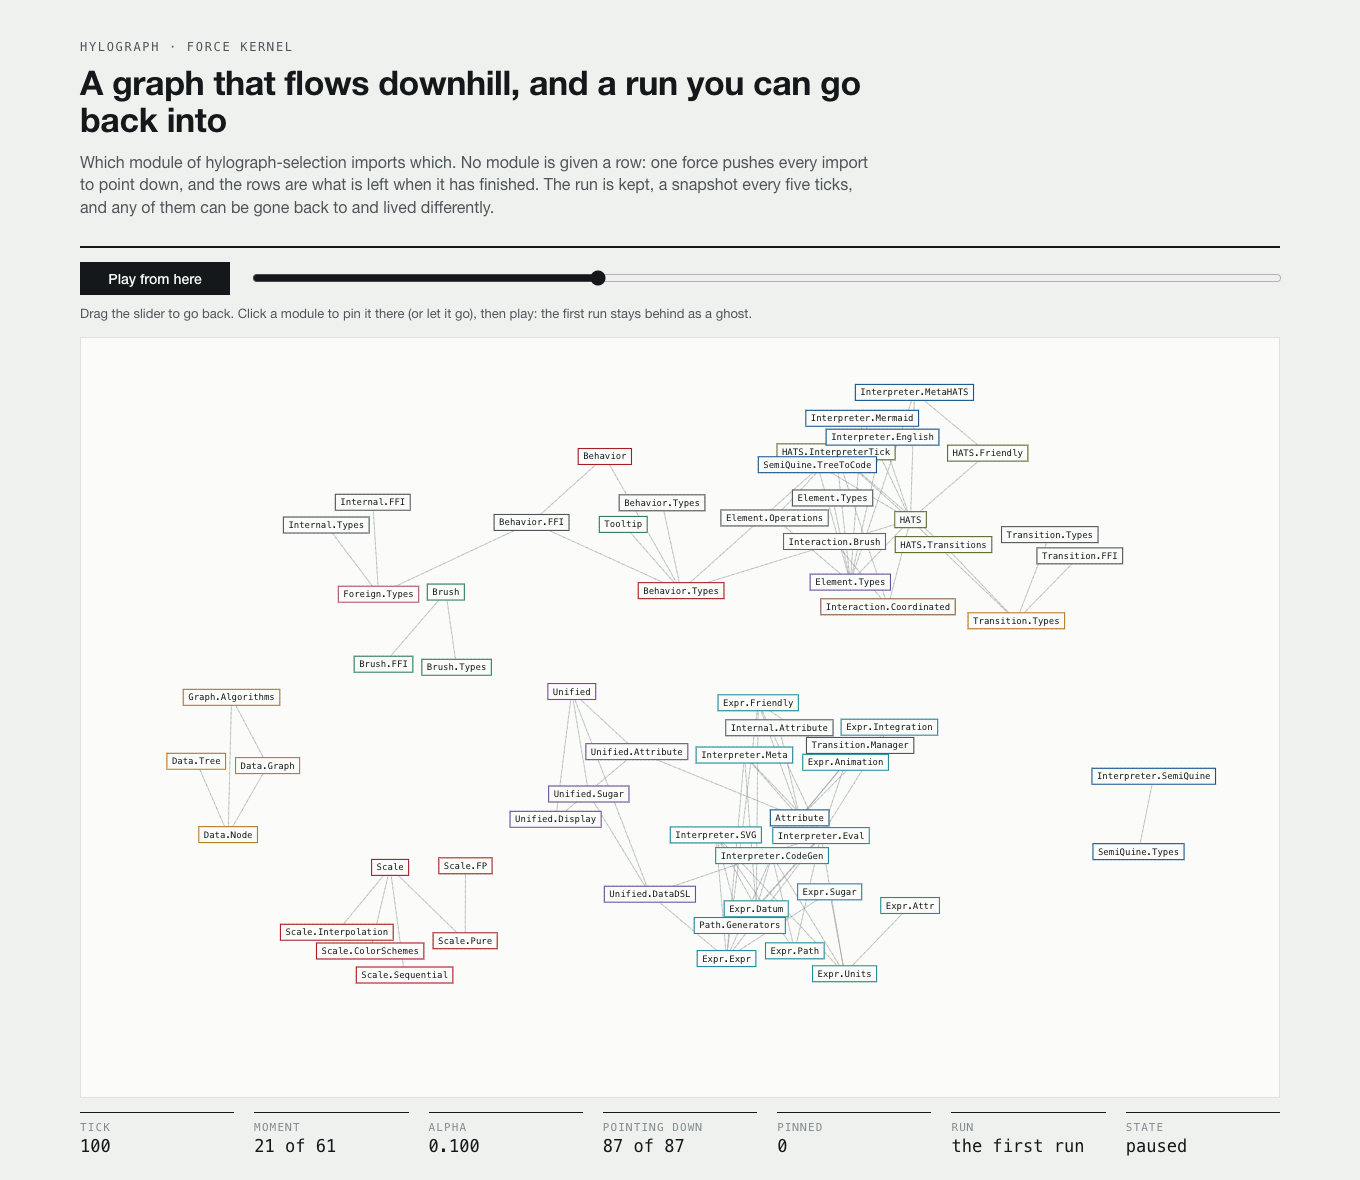 HYLOGRAPH · FORCE KERNEL
A graph that flows downhill, and a run you can go
back into
Which module of hylograph-selection imports which. No module is given a row: one force pushes every import
to point down, and the rows are what is left when it has finished. The run is kept, a snapshot every five ticks,
and any of them can be gone back to and lived differently.
Play from here
Drag the slider to go back. Click a module to pin it there (or let it go), then play: the first run stays behind as a ghost.
Interpreter.MetaHATS
Interpreter.Mermaid
Interpreter.English
HATS.InterpreterTick
HATS.Friendly
Behavior
SemiQuine.TreeToCode
Internal.FFI
Behavior.Types
Element.Types
Internal.Types
Behavior.FFI
Tooltip
Element.Operations
HATS
Transition.Types
Interaction.Brush
HATS.Transitions
Transition.FFI
Foreign.Types
Brush
Behavior.Types
Element.Types
Interaction.Coordinated
Transition.Types
Brush.FFI
Brush.Types
Graph.Algorithms
Unified
Expr.Friendly
Internal.Attribute
Expr.Integration
Data.Tree
Data.Graph
Unified.Attribute
Interpreter.Meta
Transition.Manager
Expr.Animation
Interpreter.SemiQuine
Unified.Sugar
Unified.Display
Attribute
Data.Node
Interpreter.SVG
Interpreter.Eval
SemiQuine.Types
Scale
Scale.FP
Interpreter.CodeGen
Unified.DataDSL
Expr.Sugar
Expr.Datum
Expr.Attr
Scale.Interpolation
Path.Generators
Scale.ColorSchemes
Scale.Pure
Expr.Expr
Expr.Path
Scale.Sequential
Expr.Units
TICK
100
MOMENT
21 of 61
ALPHA
0.100
POINTING DOWN
87 of 87
PINNED
0
RUN
the first run
STATE
paused